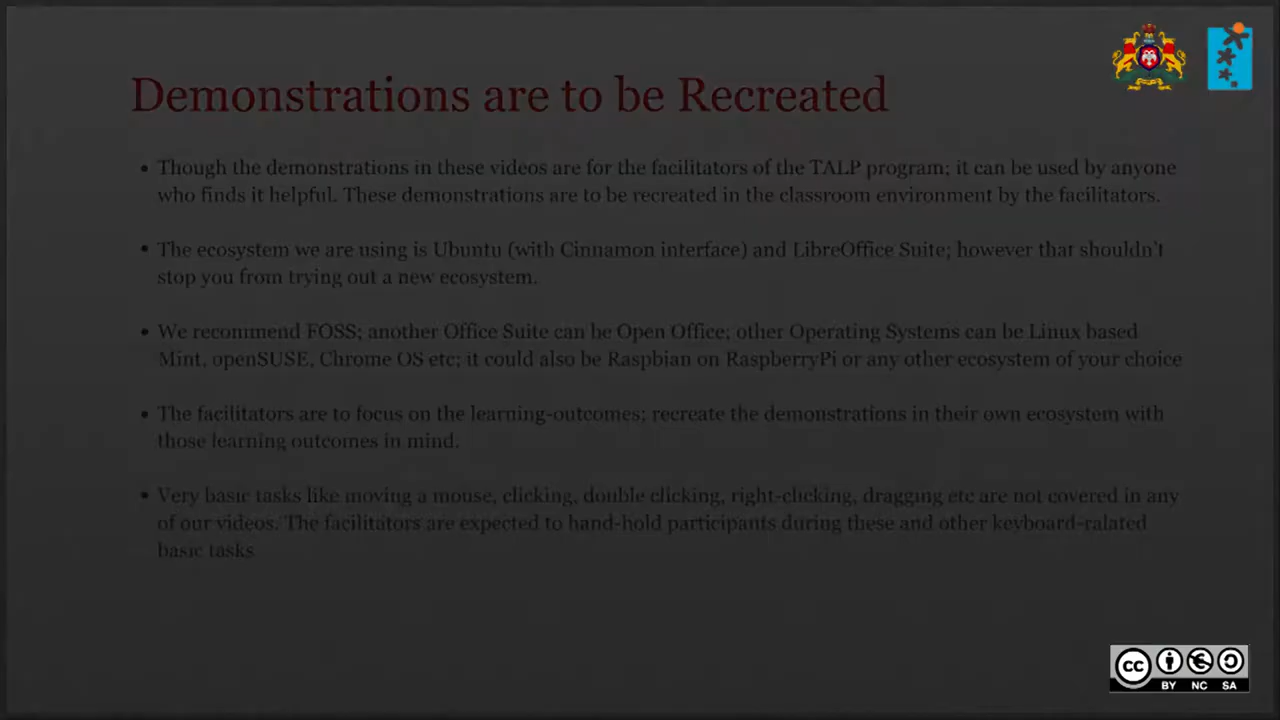 Demonstrations are to be Recreated
• Though the demonstrations in these videos are for the facilitators of the TALP program; it can be used by anyone
who finds it helpful. These demonstrations are to be recreated in the classroom environment by the facilitators.
• The ecosystem we are using is Ubuntu (with Cinnamon interface) and LibreOffice Suite; however that shouldn't
stop you from trying out a new ecosystem.
• We recommend FOSS; another Office Suite can be Open Office; other Operating Systems can be Linux based
Mint, openSUSE, Chrome OS etc; it could also be Raspbian on RaspberryPi or any other ecosystem of your choice
• The facilitators are to focus on the learning-outcomes; recreate the demonstrations in their own ecosystem with
those learning outcomes in mind.
• Very basic tasks like moving a mouse, clicking, double clicking, right-clicking, dragging etc are not covered in any
of our videos. The facilitators are expected to hand-hold participants during these and other keyboard-ralated
basic tasks
cc
BY NC SA